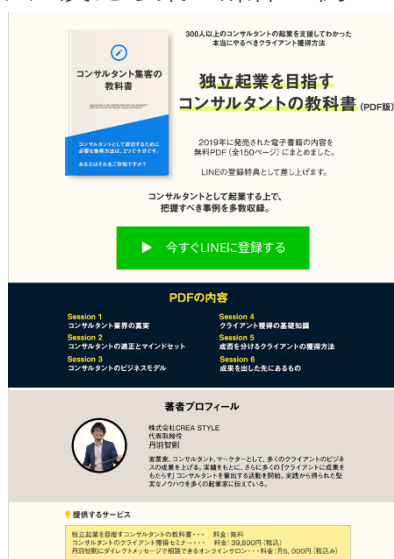 300人以上のコンサルタントの起業を支援してわかった
本当にやるべきクライアント獲得方法
コンサルタント集客の
教科書
コンサルタントとして成功するために
必要な集客方法は、2つで十分です。
あなたはそれをご存知ですか?
独立起業を目指す
コンサルタントの教科書 (PDF版)
2019年に発売された電子書籍の内容を
無料PDF (全150ページ) にまとめました。
LINEの登録特典として差し上げます。
コンサルタントとして起業する上で、
把握すべき事例を多数収録。
▶ 今すぐLINEに登録する
PDFの内容
Session 1
コンサルタント業界の真実
Session 2
コンサルタントの適正とマインドセット
Session 3
コンサルタントのビジネスモデル
Session 4
クライアント獲得の基礎知識
Session 5
成否を分けるクライアントの獲得方法
Session 6
成果を出した先にあるもの
著者プロフィール
株式会社CREA STYLE
代表取締役
丹羽智則
実業家、コンサルタント、マーケターとして、多くのクライアントのビジネ
スの成果を上げる。実績をもとに、さらに多くの「クライアントに成果を
もたらす」コンサルタントを輩出する活動を開始。実践から得られた堅
実なノウハウを多くの起業家に伝えている。
提供するサービス
独立起業を目指すコンサルタントの教科書・・・ 料金:無料
コンサルタントのクライアント獲得セミナー・・・ 料金:39,800円 (税込)
丹羽智則にダイレクトメッセージで相談できるオンラインサロン・・・料金:月5,000円 (税込み)